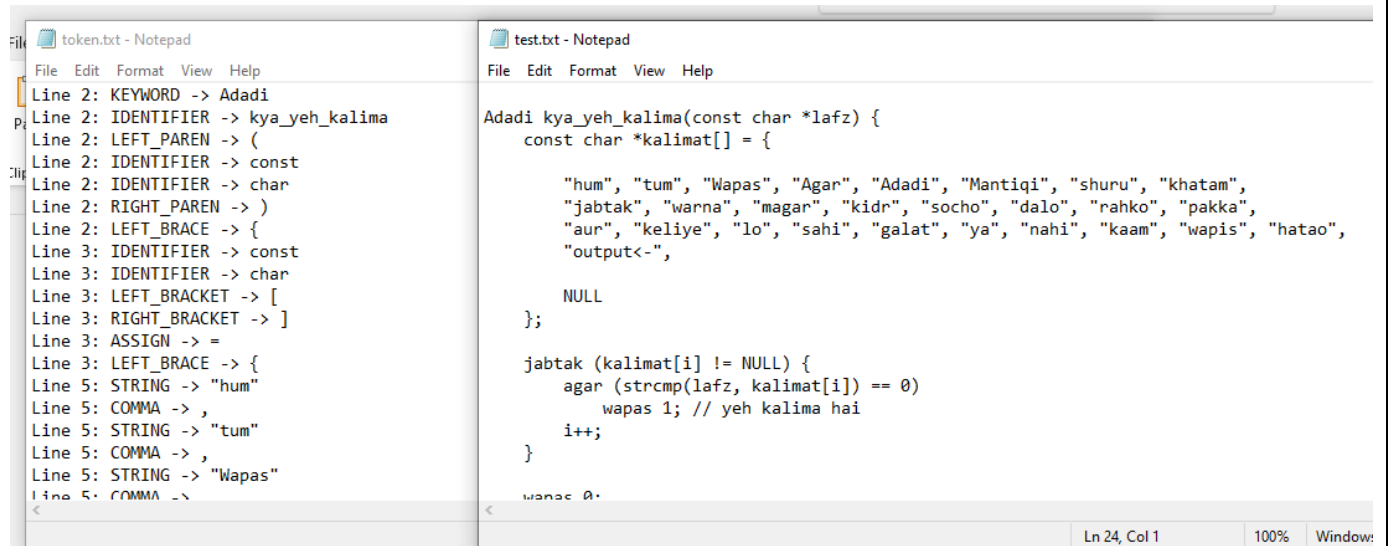 token.txt - Notepad
File Edit Format View Help
Line 2: KEYWORD -> Adadi
Line 2: IDENTIFIER -> kya_yeh_kalima
Line 2: LEFT_PAREN -> (
Line 2: IDENTIFIER -> const
Line 2: IDENTIFIER -> char
Line 2: RIGHT_PAREN -> )
Line 2: LEFT_BRACE -> {
Line 3: IDENTIFIER -> const
Line 3: IDENTIFIER -> char
Line 3: LEFT_BRACKET -> [
Line 3: RIGHT_BRACKET -> ]
Line 3: ASSIGN -> =
Line 3: LEFT_BRACE -> {
Line 5: STRING -> "hum"
Line 5: COMMA -> ,
Line 5: STRING -> "tum"
Line 5: COMMA -> ,
Line 5: STRING -> "Wapas"
Line 5: COMMA ->
test.txt - Notepad
File Edit Format View Help
Adadi kya_yeh_kalima(const char *lafz) {
    const char *kalimat[] = {
        "hum", "tum", "Wapas", "Agar", "Adadi", "Mantiqi", "shuru", "khatam",
        "jabtak", "warna", "magar", "kidr", "socho", "dalo", "rahko", "pakka",
        "aur", "keliye", "lo", "sahi", "galat", "ya", "nahi", "kaam", "wapis", "hatao",
        "output<-",
        NULL
    };
    jabtak (kalimat[i] != NULL) {
        agar (strcmp(lafz, kalimat[i]) == 0)
            wapas 1; // yeh kalima hai
        i++;
    }
    wapas 0;
Ln 24, Col 1 100% Windows